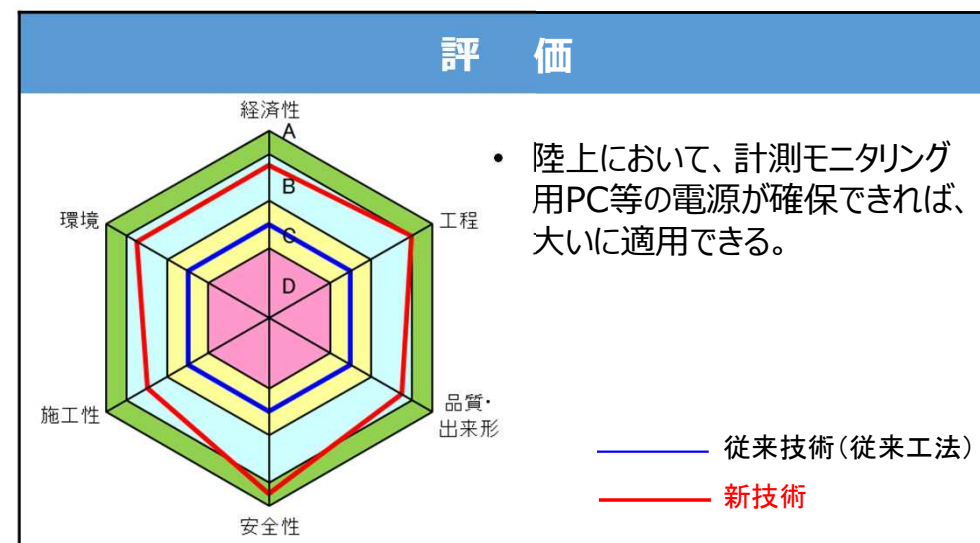 評　価
経済性
A
B
C
D
環境
工程
施工性
品質・
出来形
安全性
• 陸上において、計測モニタリング
用PC等の電源が確保できれば、
大いに適用できる。
従来技術(従来工法)
新技術